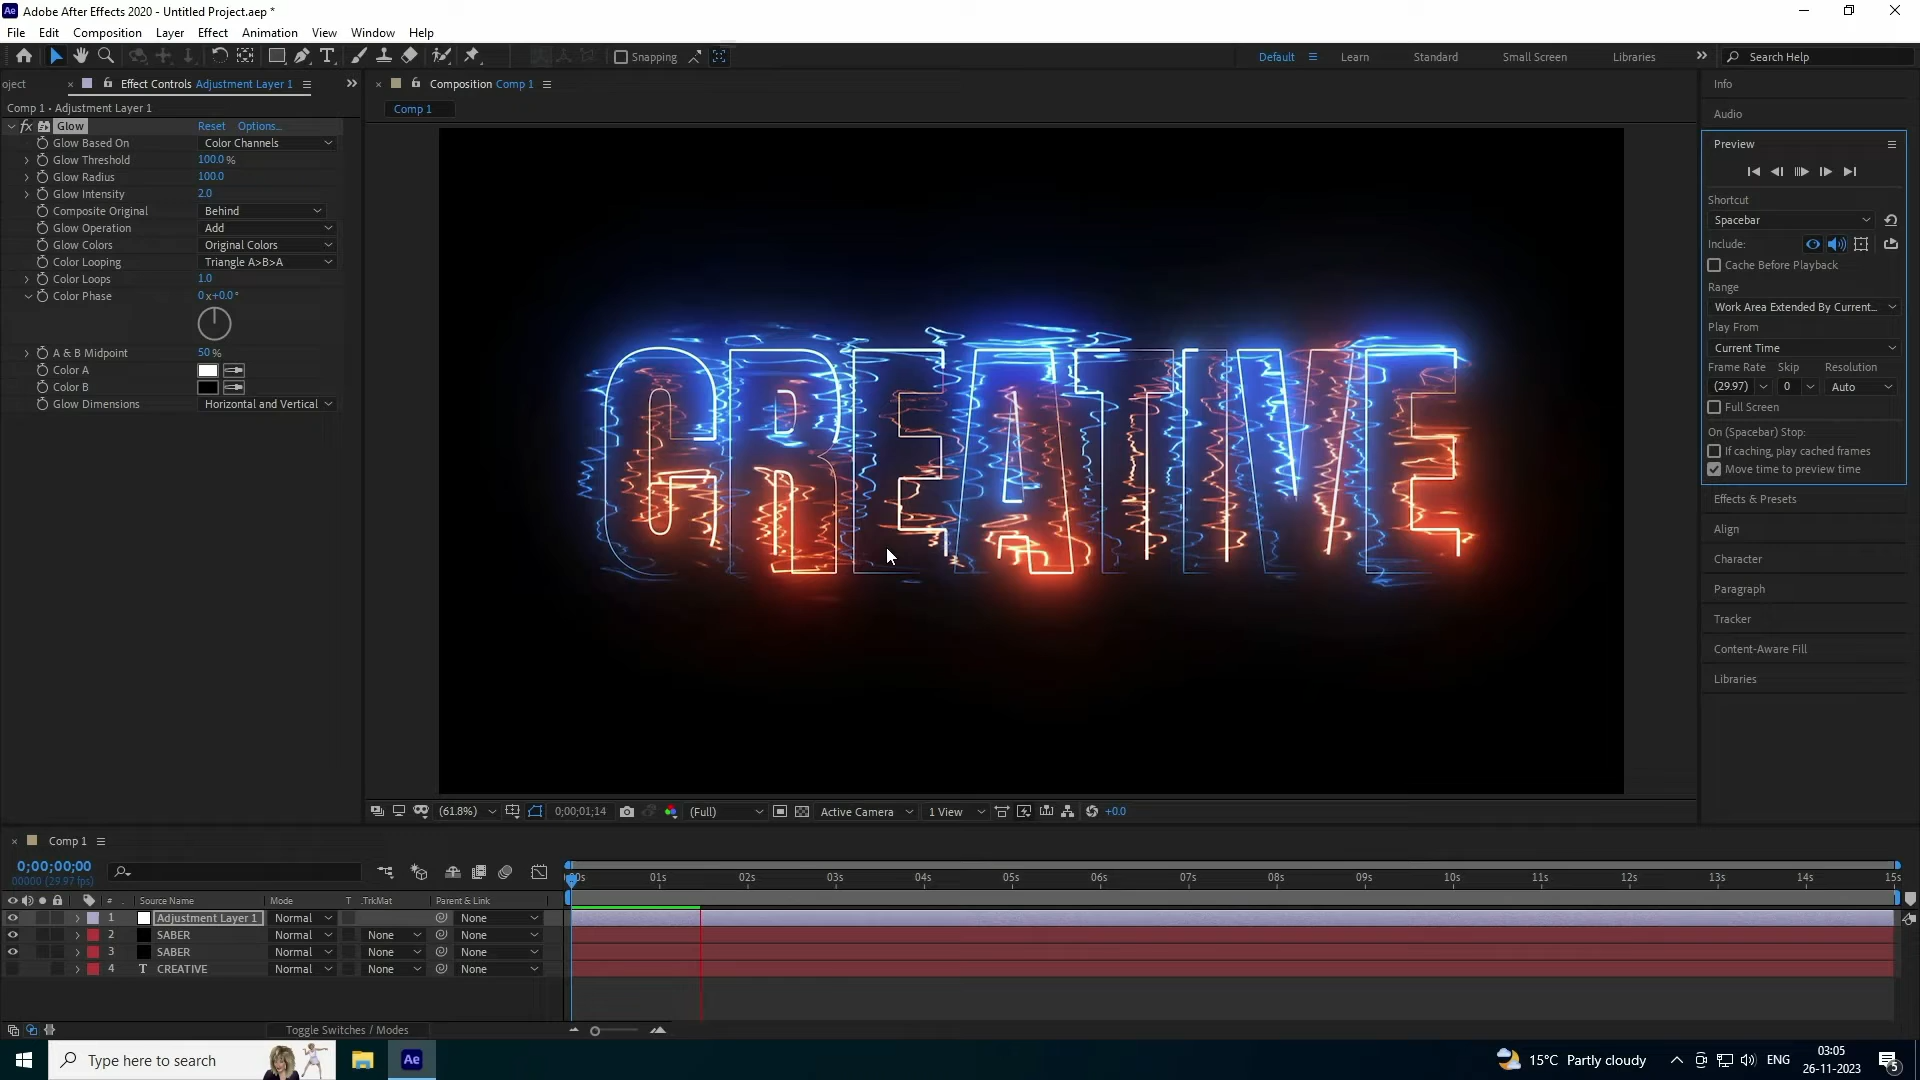 Ae Adobe After Effects 2020 - Untitled Project.aep *
File Edit Composition Layer Effect Animation View Window Help
T Snapping Default Learn Standard Small Screen Libraries Search Help
oject Effect Controls Adjustment Layer 1
Composition Comp 1
Comp 1 • Adjustment Layer 1
Comp 1
fx Glow Reset Options...
Glow Based On Color Channels
Glow Threshold 100.0 %
Glow Radius 100.0
Glow Intensity 2.0
Composite Original Behind
Glow Operation Add
Glow Colors Original Colors
Color Looping Triangle A>B>A
Color Loops 1.0
Color Phase 0 x+0.0°
A & B Midpoint 50 %
Color A
Color B
Glow Dimensions Horizontal and Vertical
CREATIVE
Info
Audio
Preview
Shortcut
Spacebar
Include:
Cache Before Playback
Range
Work Area Extended By Current...
Play From
Current Time
Frame Rate Skip Resolution
(29.97) 0 Auto
Full Screen
On (Spacebar) Stop:
If caching, play cached frames
Move time to preview time
Effects & Presets
Align
Character
Paragraph
Tracker
Content-Aware Fill
Libraries
(61.8%) 0;00;01;14 (Full) Active Camera 1 View +0.0
Comp 1
0;00;00;00
00000 (29.97 fps)
00s 01s 02s 03s 04s 05s 06s 07s 08s 09s 10s 11s 12s 13s 14s 15s
# Source Name Mode T .TrkMat Parent & Link
1 Adjustment Layer 1 Normal None
2 SABER Normal None None
3 SABER Normal None None
4 T CREATIVE Normal None None
Toggle Switches / Modes
Type here to search Ae 15°C Partly cloudy ENG
03:05
26-11-2023
5